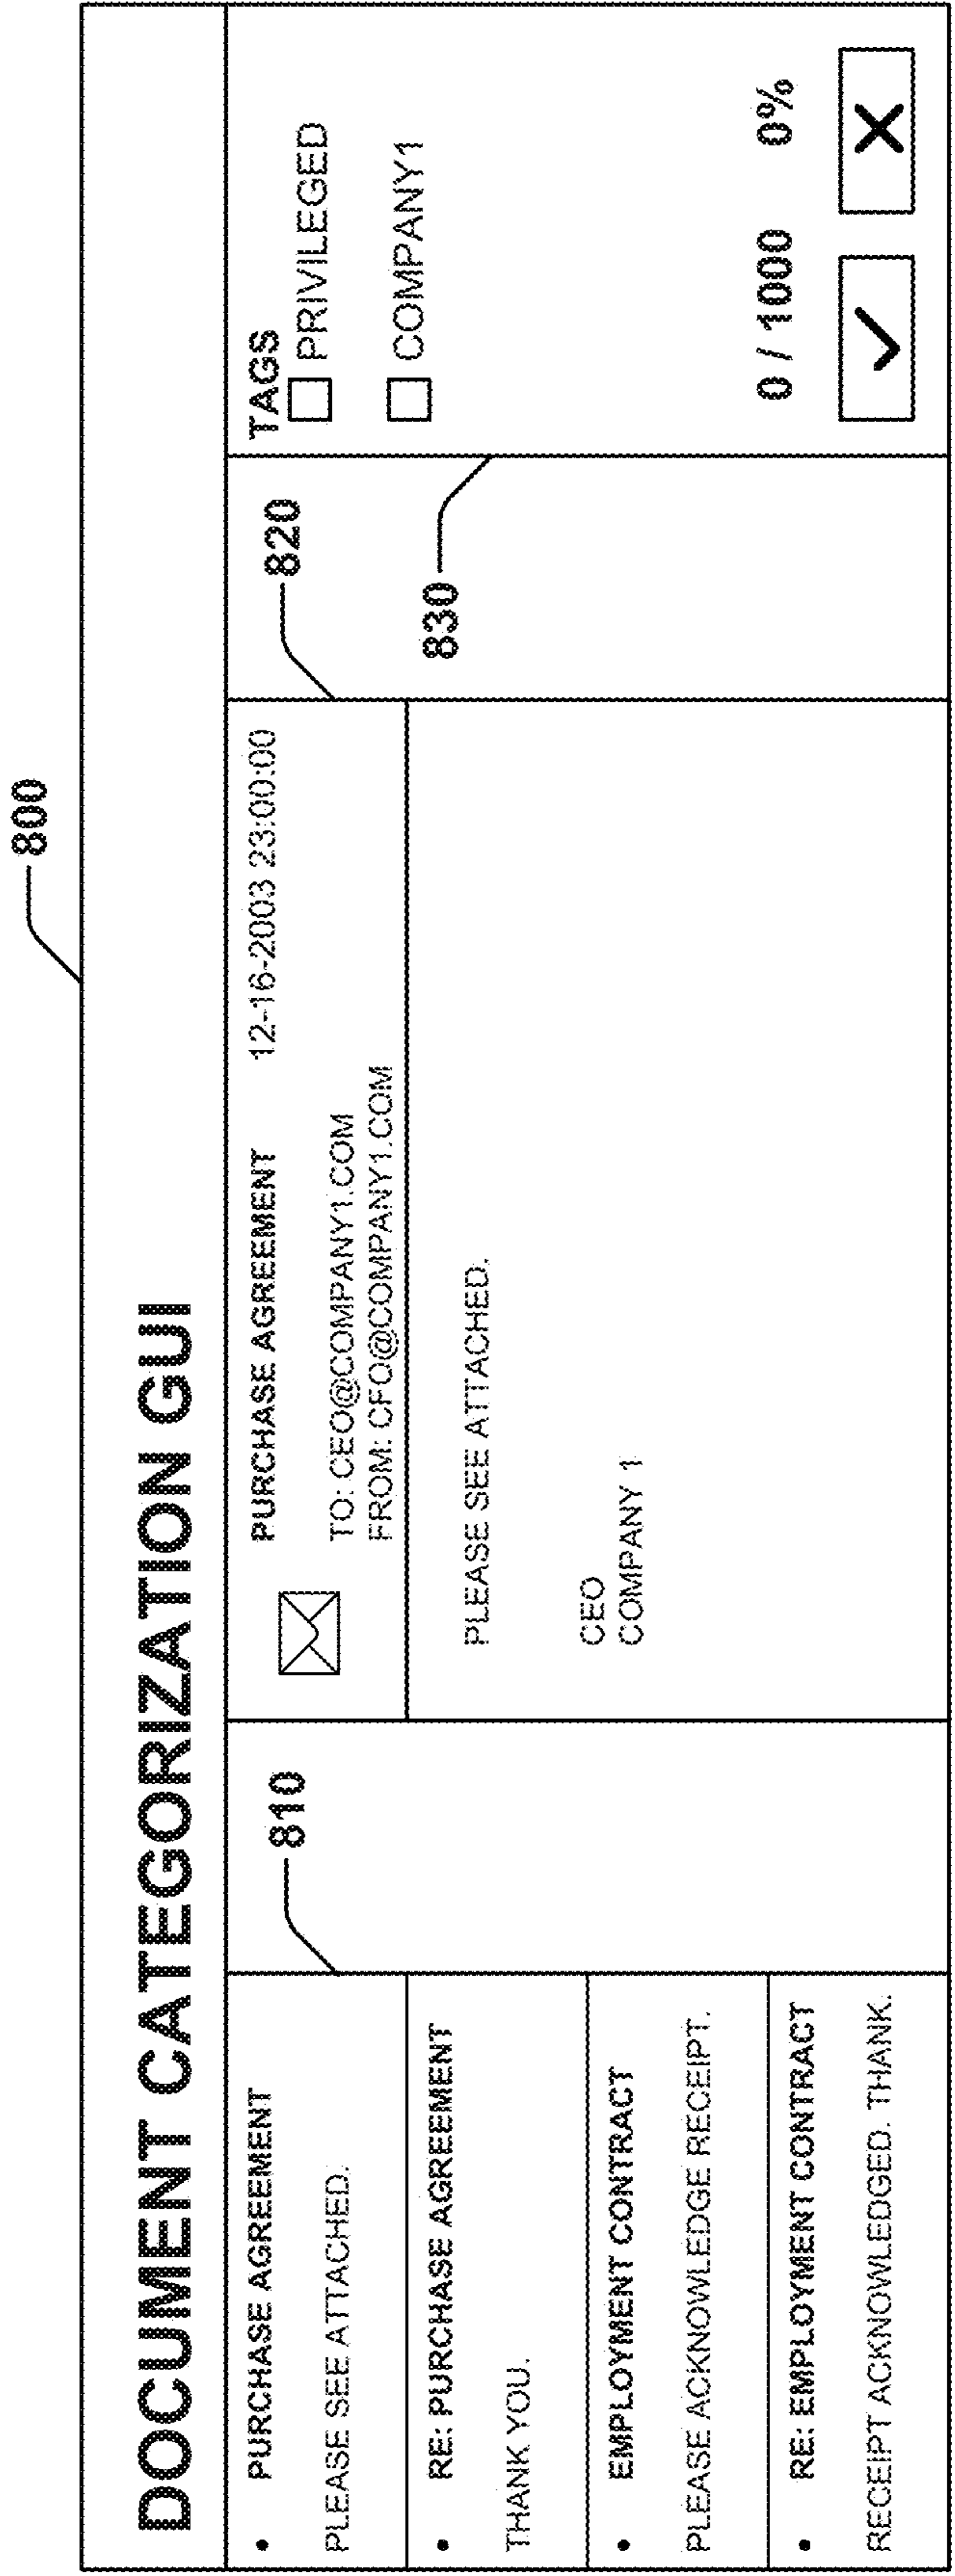 800
DOCUMENT CATEGORIZATION GUI
• PURCHASE AGREEMENT
PLEASE SEE ATTACHED.
• RE: PURCHASE AGREEMENT
THANK YOU.
• EMPLOYMENT CONTRACT
PLEASE ACKNOWLEDGE RECEIPT.
• RE: EMPLOYMENT CONTRACT
RECEIPT ACKNOWLEDGED. THANK.
810
PURCHASE AGREEMENT 12-16-2003 23:00:00
TO: CEO@COMPANY1.COM
FROM: CFO@COMPANY1.COM
PLEASE SEE ATTACHED.
CEO
COMPANY 1
820
830
TAGS
PRIVILEGED
COMPANY1
0 / 1000 0%